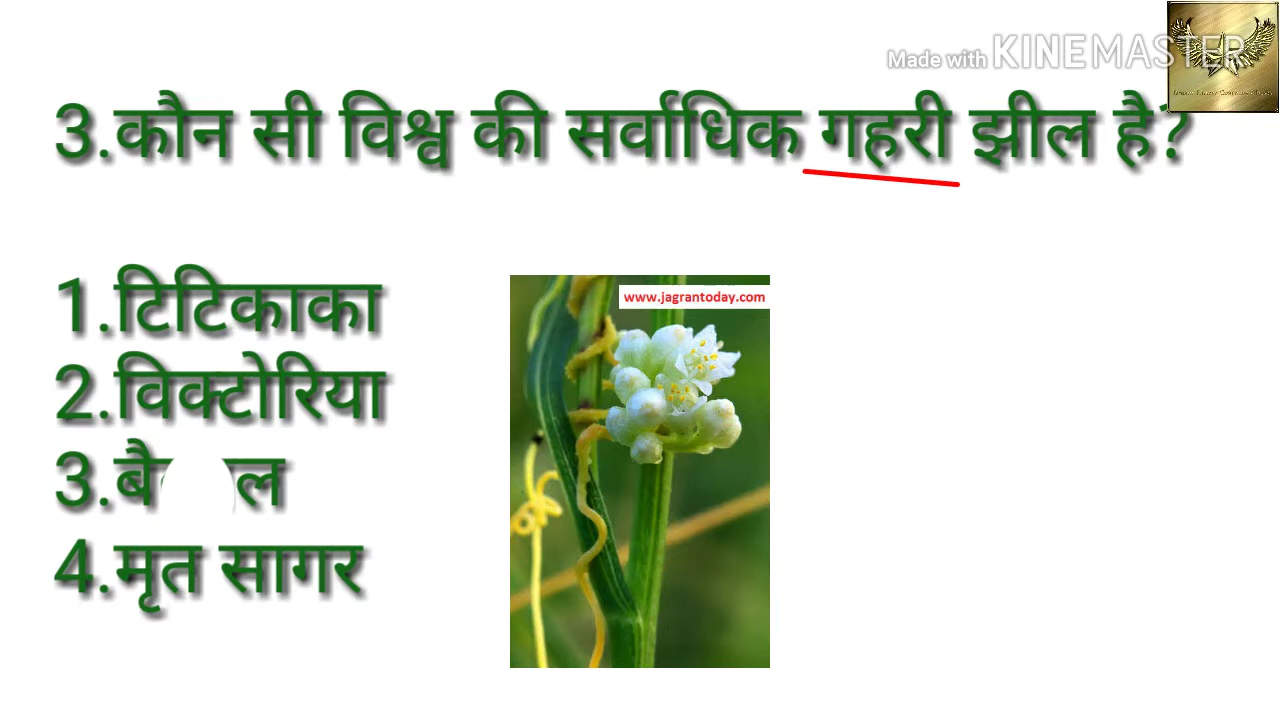 Made with KINEMASTER
3.कौन सी विश्व की सर्वाधिक गहरी झील है?
1.टिटिकाका
2.विक्टोरिया
www.jagrantoday.com
3.
4.मृत सागर